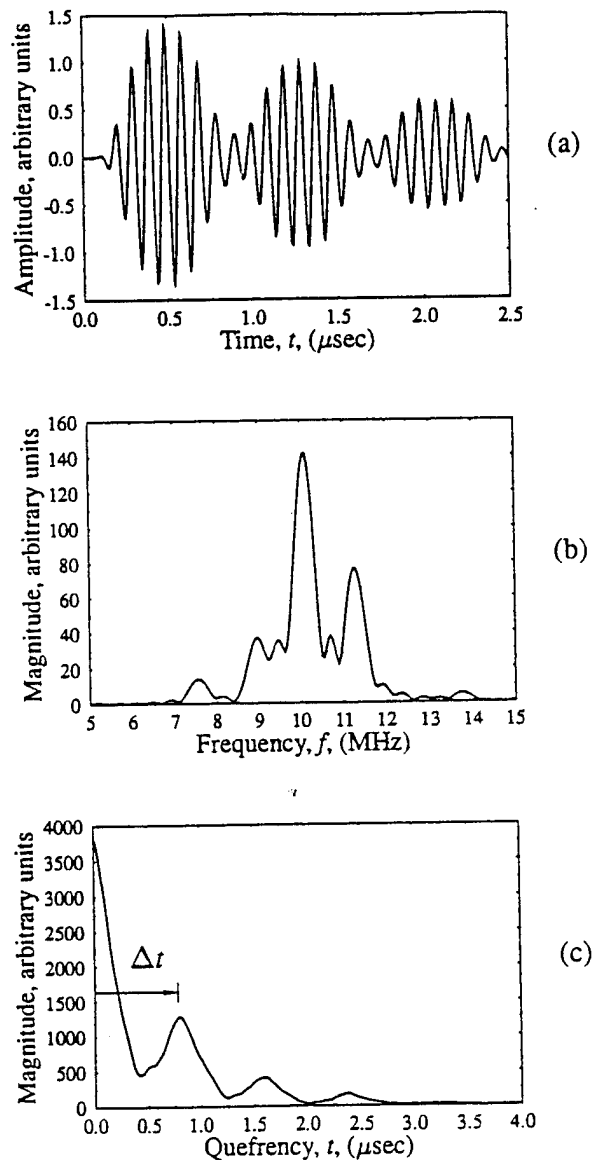 1.5
1.0
0.5
0.0
-0.5
-1.0
-1.5
Amplitude, arbitrary units
0.0 0.5 1.0 1.5 2.0 2.5
Time, t, (μsec)
(a)
160
140
120
100
80
60
40
20
0
Magnitude, arbitrary units
5 6 7 8 9 10 11 12 13 14 15
Frequency, f, (MHz)
(b)
4000
3500
3000
2500
2000
1500
1000
500
0
Magnitude, arbitrary units
Δt
0.0 0.5 1.0 1.5 2.0 2.5 3.0 3.5 4.0
Quefrency, t, (μsec)
(c)